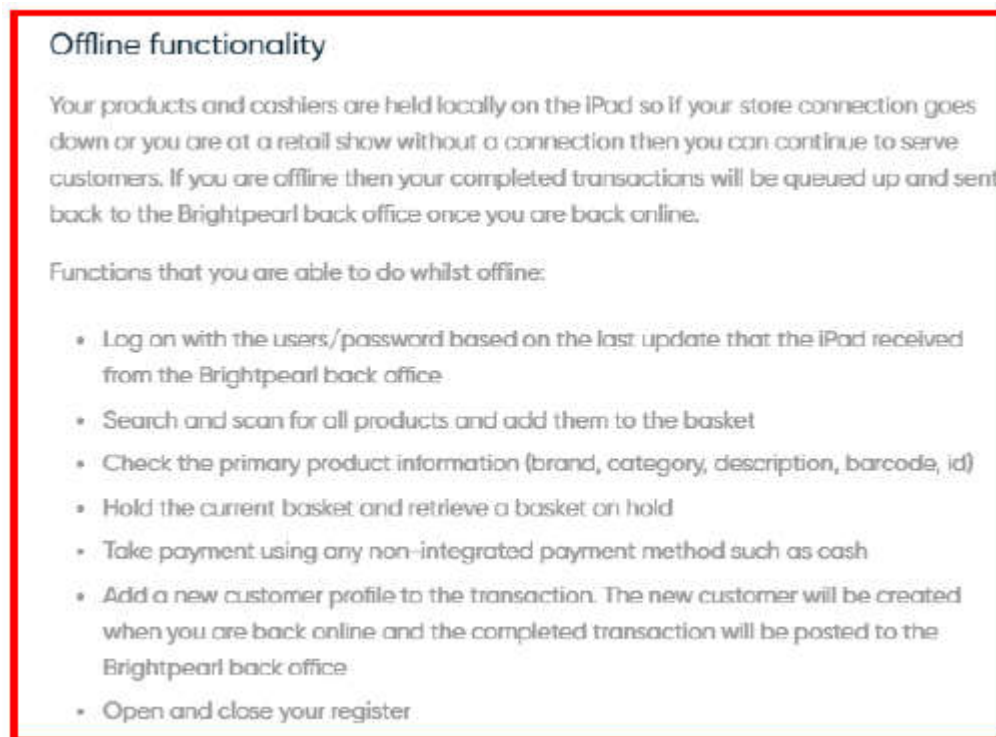 Offline functionality
Your products and cashiers are held locally on the iPad so if your store connection goes
down or you are at a retail show without a connection then you can continue to serve
customers. If you are offline then your completed transactions will be queued up and sent
back to the Brightpearl back office once you are back online.
Functions that you are able to do whilst offline:
• Log on with the users/password based on the last update that the iPad received
from the Brightpearl back office
• Search and scan for all products and add them to the basket
• Check the primary product information (brand, category, description, barcode, id)
• Hold the current basket and retrieve a basket on hold
• Take payment using any non-integrated payment method such as cash
• Add a new customer profile to the transaction. The new customer will be created
when you are back online and the completed transaction will be posted to the
Brightpearl back office
• Open and close your register